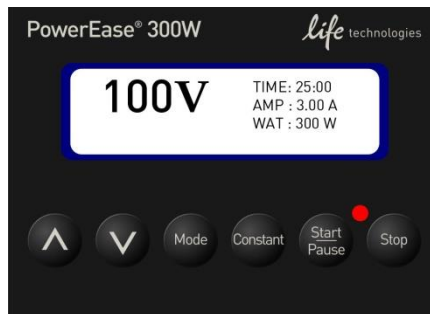 PowerEase® 300W
life technologies
100V
TIME: 25:00
AMP : 3.00 A
WAT : 300 W
Mode
Constant
Start
Pause
Stop